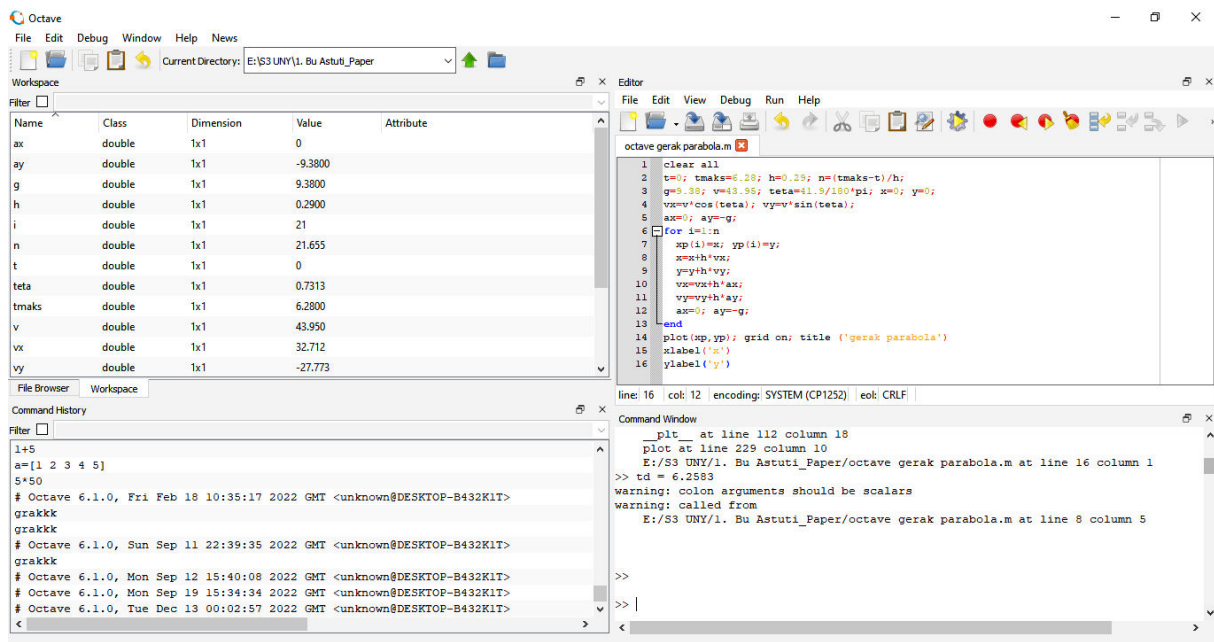 Octave
File Edit Debug Window Help News
Current Directory: E:\S3 UNY\1. Bu Astuti_Paper
Workspace
Filter
Name Class Dimension Value Attribute
ax double 1x1 0
ay double 1x1 -9.3800
g double 1x1 9.3800
h double 1x1 0.2900
i double 1x1 21
n double 1x1 21.655
t double 1x1 0
teta double 1x1 0.7313
tmaks double 1x1 6.2800
v double 1x1 43.950
vx double 1x1 32.712
vy double 1x1 -27.773
File Browser Workspace
Command History
Filter
1+5
a=[1 2 3 4 5]
5*50
# Octave 6.1.0, Fri Feb 18 10:35:17 2022 GMT <unknown@DESKTOP-B432K1T>
grakkk
grakkk
# Octave 6.1.0, Sun Sep 11 22:39:35 2022 GMT <unknown@DESKTOP-B432K1T>
grakkk
# Octave 6.1.0, Mon Sep 12 15:40:08 2022 GMT <unknown@DESKTOP-B432K1T>
# Octave 6.1.0, Mon Sep 19 15:34:34 2022 GMT <unknown@DESKTOP-B432K1T>
# Octave 6.1.0, Tue Dec 13 00:02:57 2022 GMT <unknown@DESKTOP-B432K1T>
Editor
File Edit View Debug Run Help
octave gerak parabola.m
1 clear all
2 t=0; tmaks=6.28; h=0.29; n=(tmaks-t)/h;
3 g=9.38; v=43.95; teta=41.9/180*pi; x=0; y=0;
4 vx=v*cos(teta); vy=v*sin(teta);
5 ax=0; ay=-g;
6 for i=1:n
7 xp(i)=x; yp(i)=y;
8 x=x+h*vx;
9 y=y+h*vy;
10 vx=vx+h*ax;
11 vy=vy+h*ay;
12 ax=0; ay=-g;
13 end
14 plot(xp,yp); grid on; title ('gerak parabola')
15 xlabel('x')
16 ylabel('y')
line: 16 col: 12 encoding: SYSTEM (CP1252) eol: CRLF
Command Window
__plt__ at line 112 column 18
plot at line 229 column 10
E:/S3 UNY/1. Bu Astuti_Paper/octave gerak parabola.m at line 16 column 1
>> td = 6.2583
warning: colon arguments should be scalars
warning: called from
E:/S3 UNY/1. Bu Astuti_Paper/octave gerak parabola.m at line 8 column 5
>>
>>